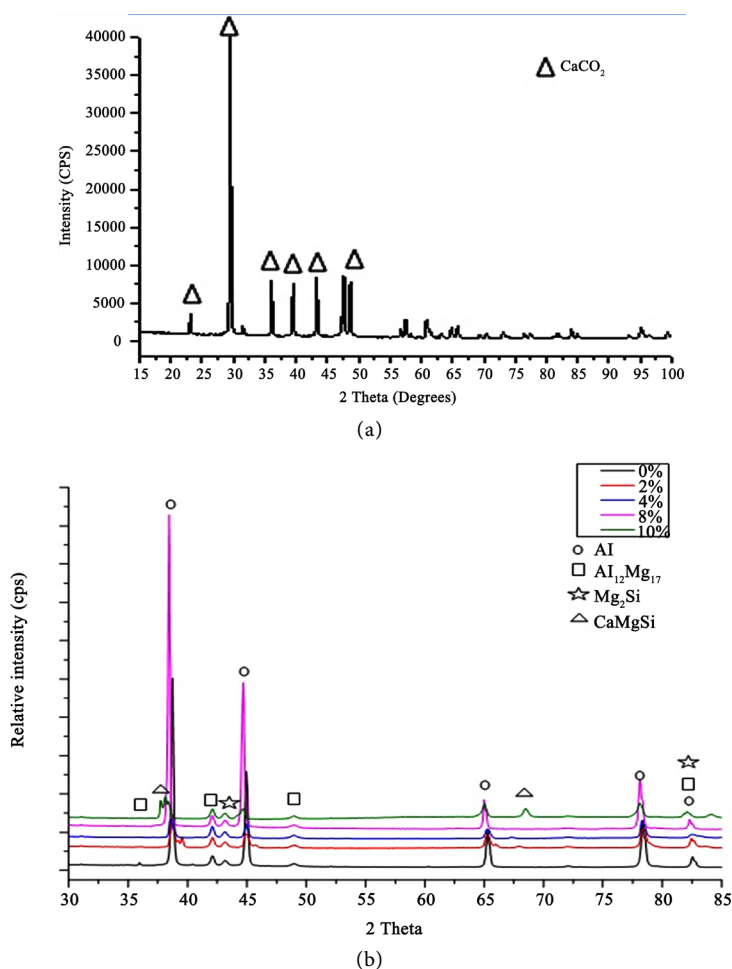 40000
35000
30000
25000
20000
15000
10000
5000
0
Intensity (CPS)
CaCO₂
15 20 25 30 35 40 45 50 55 60 65 70 75 80 85 90 95 100
2 Theta (Degrees)
(a)
0%
2%
4%
8%
10%
AI
AI₁₂Mg₁₇
Mg₂Si
CaMgSi
Relative intensity (cps)
30 35 40 45 50 55 60 65 70 75 80 85
2 Theta
(b)